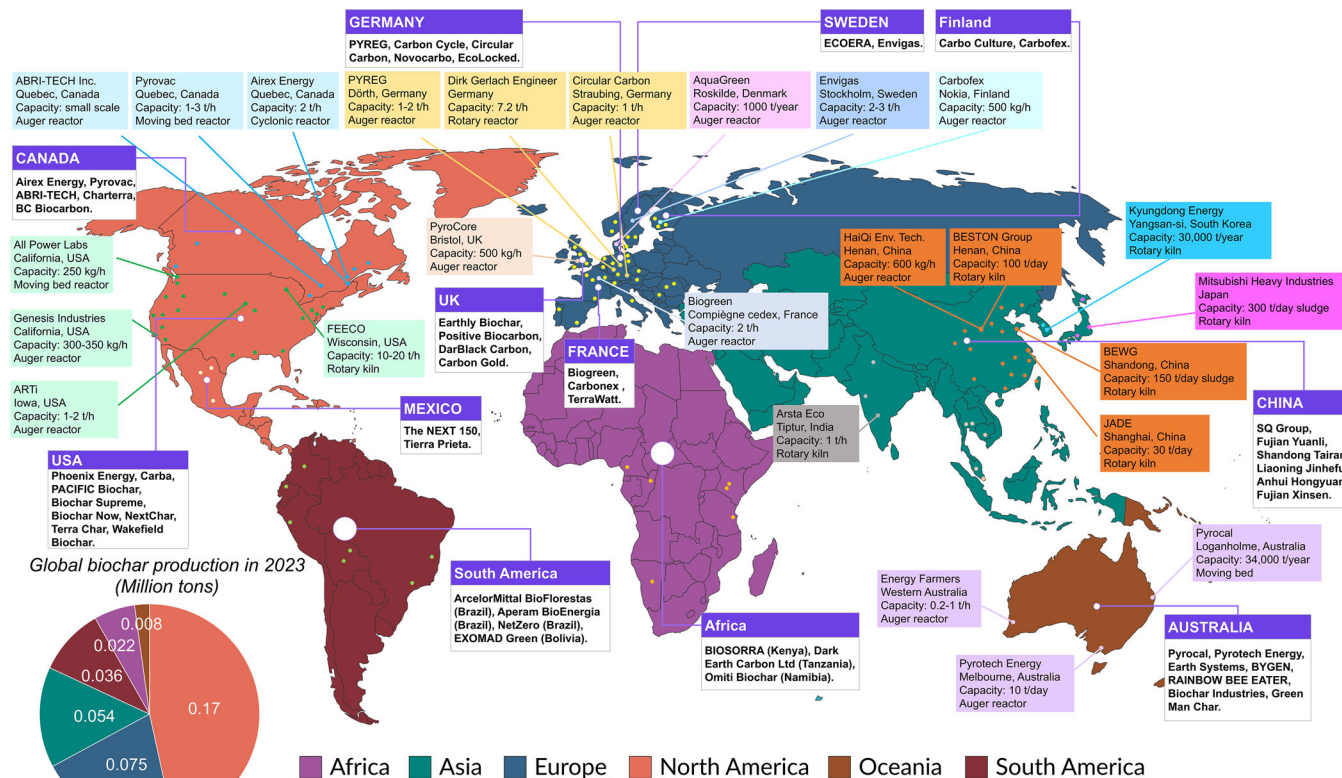 GERMANY
PYREG, Carbon Cycle, Circular
Carbon, Novocarbo, EcoLocked.
SWEDEN
ECOERA, Envigas.
Finland
Carbo Culture, Carbofex.
ABRI-TECH Inc.
Quebec, Canada
Capacity: small scale
Auger reactor
Pyrovac
Quebec, Canada
Capacity: 1-3 t/h
Moving bed reactor
Airex Energy
Quebec, Canada
Capacity: 2 t/h
Cyclonic reactor
PYREG
Dörth, Germany
Capacity: 1-2 t/h
Auger reactor
Dirk Gerlach Engineer
Germany
Capacity: 7.2 t/h
Rotary reactor
Circular Carbon
Straubing, Germany
Capacity: 1 t/h
Auger reactor
AquaGreen
Roskilde, Denmark
Capacity: 1000 t/year
Auger reactor
Envigas
Stockholm, Sweden
Capacity: 2-3 t/h
Auger reactor
Carbofex
Nokia, Finland
Capacity: 500 kg/h
Auger reactor
CANADA
Airex Energy, Pyrovac,
ABRI-TECH, Charterra,
BC Biocarbon.
All Power Labs
California, USA
Capacity: 250 kg/h
Moving bed reactor
Genesis Industries
California, USA
Capacity: 300-350 kg/h
Auger reactor
ARTi
Iowa, USA
Capacity: 1-2 t/h
Auger reactor
FEECO
Wisconsin, USA
Capacity: 10-20 t/h
Rotary kiln
PyroCore
Bristol, UK
Capacity: 500 kg/h
Auger reactor
UK
Earthly Biochar,
Positive Biocarbon,
DarBlack Carbon,
Carbon Gold.
FRANCE
Biogreen,
Carbonex ,
TerraWatt.
Biogreen
Compiègne cedex, France
Capacity: 2 t/h
Auger reactor
HaiQi Env. Tech.
Henan, China
Capacity: 600 kg/h
Auger reactor
BESTON Group
Henan, China
Capacity: 100 t/day
Rotary kiln
Kyungdong Energy
Yangsan-si, South Korea
Capacity: 30,000 t/year
Rotary kiln
Mitsubishi Heavy Industries
Japan
Capacity: 300 t/day sludge
Rotary kiln
BEWG
Shandong, China
Capacity: 150 t/day sludge
Rotary kiln
JADE
Shanghai, China
Capacity: 30 t/day
Rotary kiln
CHINA
SQ Group,
Fujian Yuanli,
Shandong Tairan,
Liaoning Jinhefu,
Anhui Hongyuan,
Fujian Xinsen.
Arsta Eco
Tiptur, India
Capacity: 1 t/h
Rotary kiln
MEXICO
The NEXT 150,
Tierra Prieta.
USA
Phoenix Energy, Carba,
PACIFIC Biochar,
Biochar Supreme,
Biochar Now, NextChar,
Terra Char, Wakefield
Biochar.
South America
ArcelorMittal BioFlorestas
(Brazil), Aperam BioEnergia
(Brazil), NetZero (Brazil),
EXOMAD Green (Bolivia).
Africa
BIOSORRA (Kenya), Dark
Earth Carbon Ltd (Tanzania),
Omiti Biochar (Namibia).
Pyrocal
Loganholme, Australia
Capacity: 34,000 t/year
Moving bed
Energy Farmers
Western Australia
Capacity: 0.2-1 t/h
Auger reactor
Pyrotech Energy
Melbourne, Australia
Capacity: 10 t/day
Auger reactor
AUSTRALIA
Pyrocal, Pyrotech Energy,
Earth Systems, BYGEN,
RAINBOW BEE EATER,
Biochar Industries, Green
Man Char.
Global biochar production in 2023
(Million tons)
0.008
0.022
0.036
0.054
0.075
0.17
Africa
Asia
Europe
North America
Oceania
South America